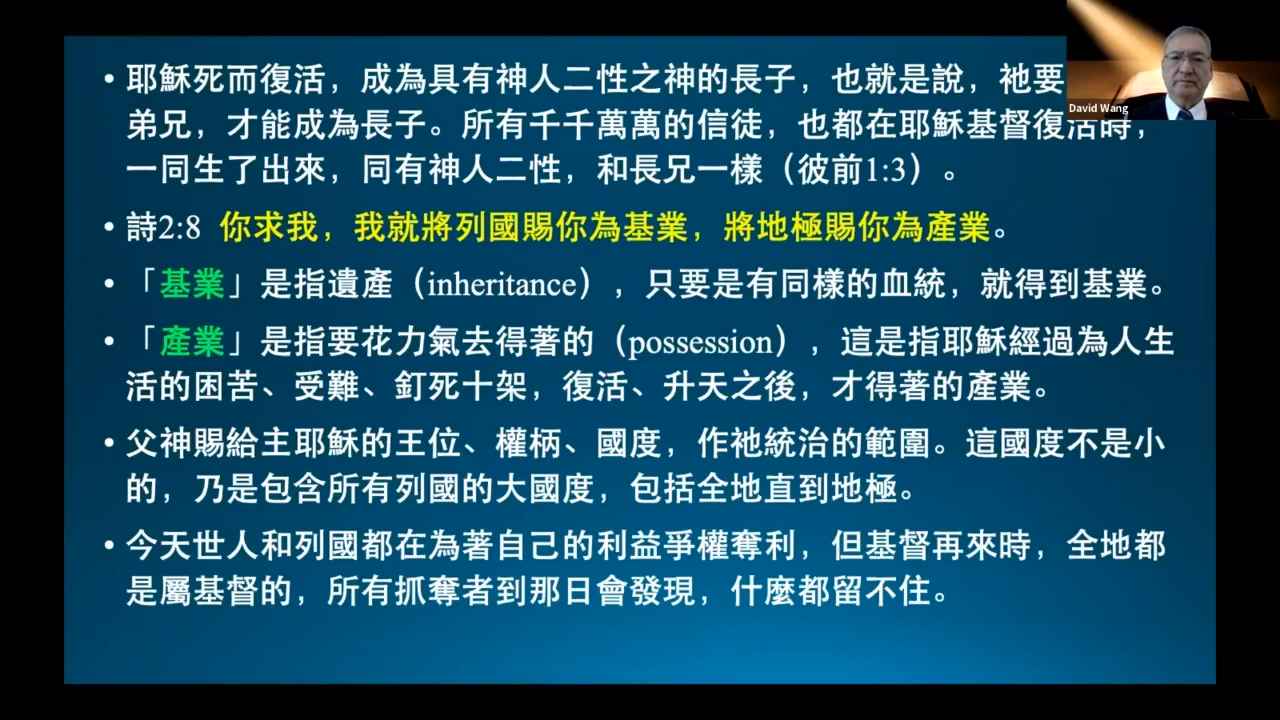 •耶穌死而復活，成為具有神人二性之神的長子，也就是說，祂要
弟兄，才能成為長子。所有千千萬萬的信徒，也都在耶穌基督復活時，
一同生了出來，同有神人二性，和長兄一樣（彼前1:3）。
•詩2:8 你求我，我就將列國賜你為基業，將地極賜你為產業。
•「基業」是指遺產（inheritance），只要是有同樣的血統，就得到基業。
•「產業」是指要花力氣去得著的（possession），這是指耶穌經過為人生
活的困苦、受難、釘死十架，復活、升天之後，才得著的產業。
•父神賜給主耶穌的王位、權柄、國度，作祂統治的範圍。這國度不是小
的，乃是包含所有列國的大國度，包括全地直到地極。
•今天世人和列國都在為著自己的利益爭權奪利，但基督再來時，全地都
是屬基督的，所有抓奪者到那日會發現，什麼都留不住。
David Wang